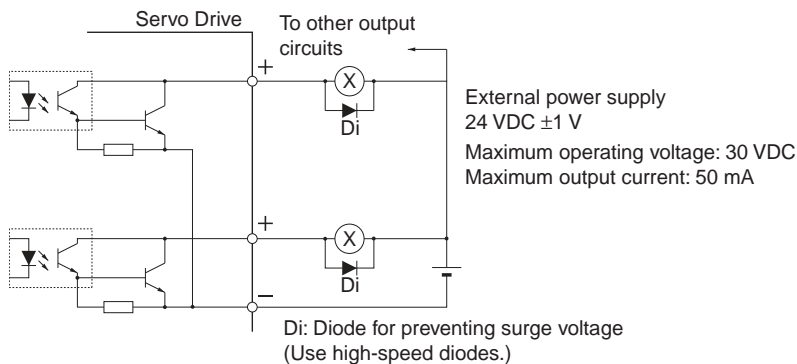 Servo Drive
To other output
circuits
+
X
Di
External power supply
24 VDC ±1 V
Maximum operating voltage: 30 VDC
Maximum output current: 50 mA
+
X
Di
−
Di: Diode for preventing surge voltage
(Use high-speed diodes.)